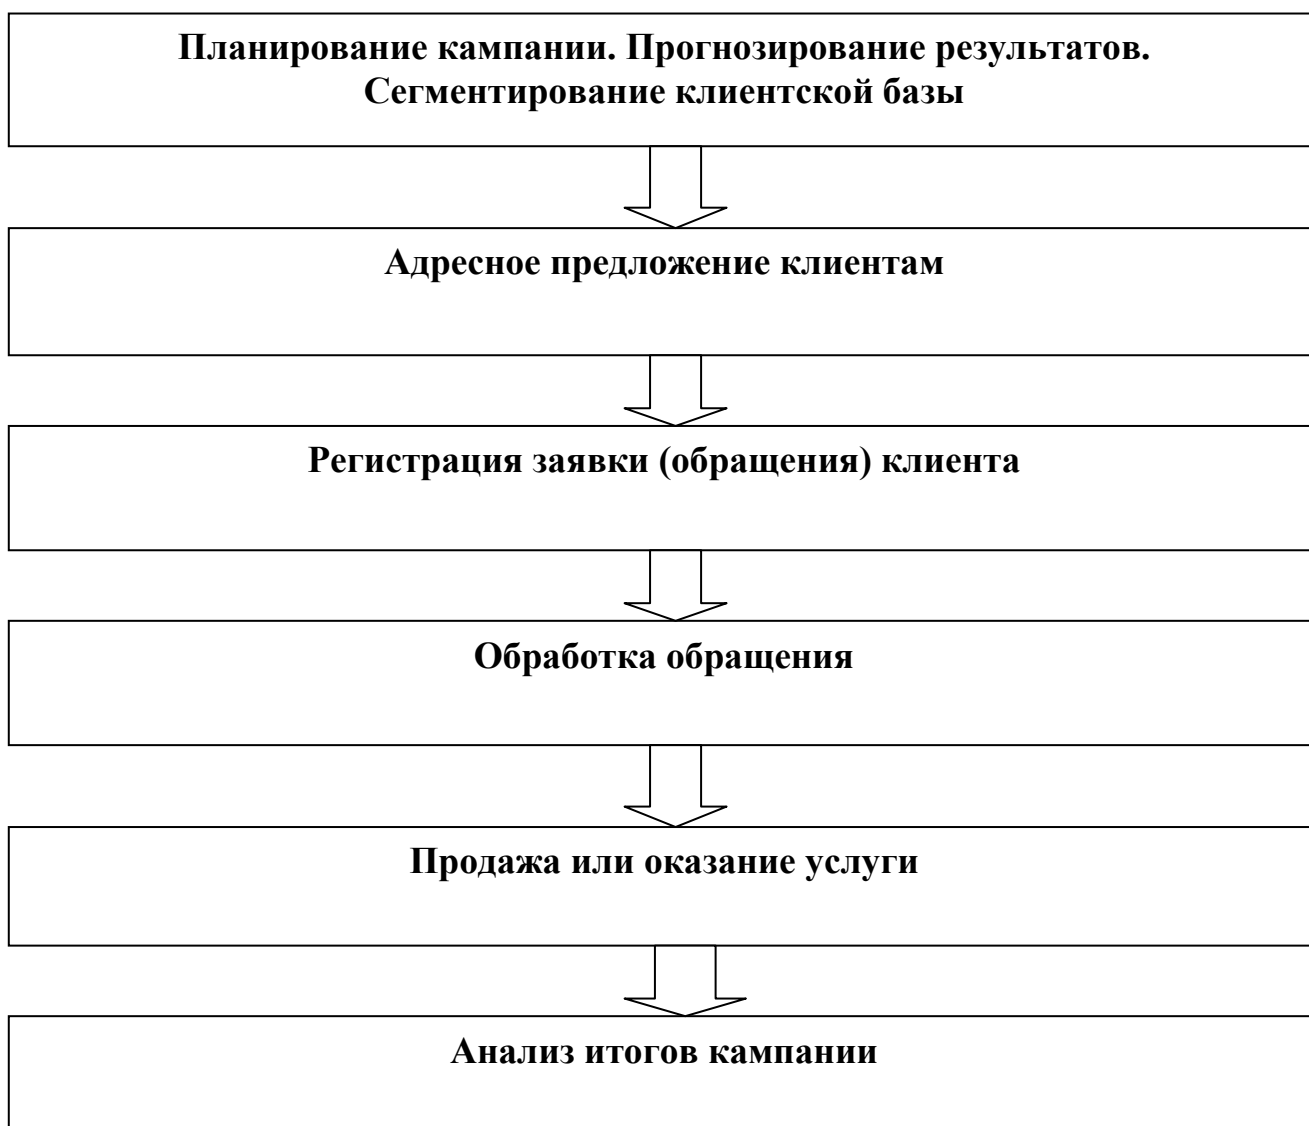 Планирование кампании. Прогнозирование результатов.
Сегментирование клиентской базы
Адресное предложение клиентам
Регистрация заявки (обращения) клиента
Обработка обращения
Продажа или оказание услуги
Анализ итогов кампании